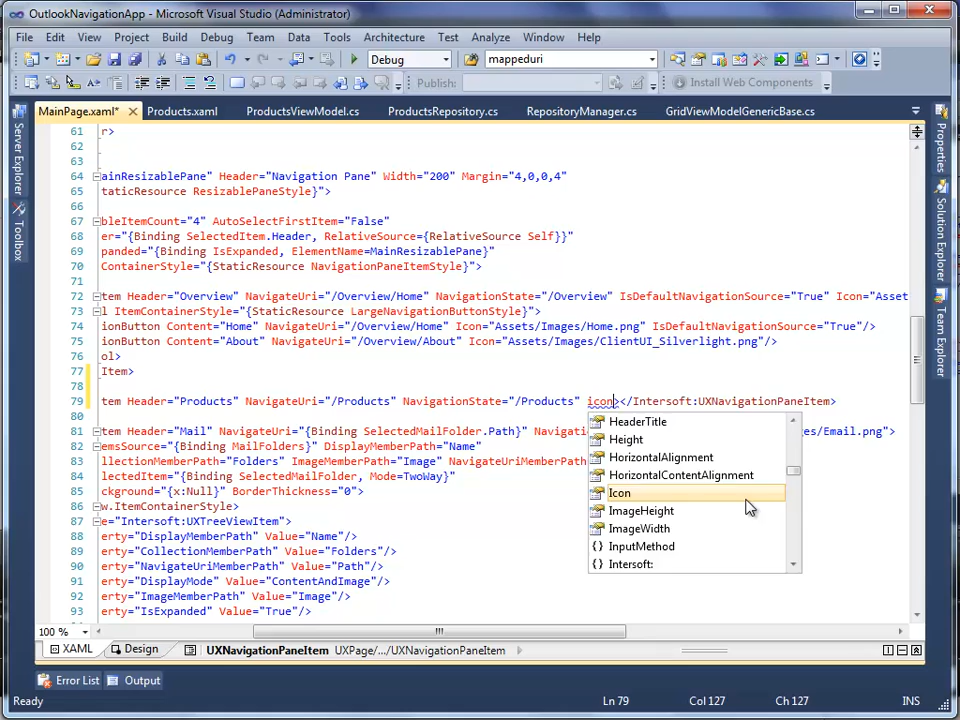 OutlookNavigationApp - Microsoft Visual Studio (Administrator)
File Edit View Project Build Debug Team Data Tools Architecture Test Analyze Window Help
Debug mappeduri
Publish: Install Web Components
MainPage.xaml* Products.xaml ProductsViewModel.cs ProductsRepository.cs RepositoryManager.cs GridViewModelGenericBase.cs
Server Explorer
Toolbox
Properties
Solution Explorer
Team Explorer
61 r>
62
63
64 ainResizablePane" Header="Navigation Pane" Width="200" Margin="4,0,0,4"
65 taticResource ResizablePaneStyle}">
66
67 bleItemCount="4" AutoSelectFirstItem="False"
68 er="{Binding SelectedItem.Header, RelativeSource={RelativeSource Self}}"
69 panded="{Binding IsExpanded, ElementName=MainResizablePane}"
70 ContainerStyle="{StaticResource NavigationPaneItemStyle}">
71
72 tem Header="Overview" NavigateUri="/Overview/Home" NavigationState="/Overview" IsDefaultNavigationSource="True" Icon="Asset
73 l ItemContainerStyle="{StaticResource LargeNavigationButtonStyle}">
74 ionButton Content="Home" NavigateUri="/Overview/Home" Icon="Assets/Images/Home.png" IsDefaultNavigationSource="True"/>
75 ionButton Content="About" NavigateUri="/Overview/About" Icon="Assets/Images/ClientUI_Silverlight.png"/>
76 ol>
77 Item>
78
79 tem Header="Products" NavigateUri="/Products" NavigationState="/Products" icon></Intersoft:UXNavigationPaneItem>
80
81 tem Header="Mail" NavigateUri="{Binding SelectedMailFolder.Path}" Navigatio es/Email.png">
82 emsSource="{Binding MailFolders}" DisplayMemberPath="Name"
83 llectionMemberPath="Folders" ImageMemberPath="Image" NavigateUriMemberPath
84 lectedItem="{Binding SelectedMailFolder, Mode=TwoWay}"
85 ckground="{x:Null}" BorderThickness="0">
86 w.ItemContainerStyle>
87 e="Intersoft:UXTreeViewItem">
88 erty="DisplayMemberPath" Value="Name"/>
89 erty="CollectionMemberPath" Value="Folders"/>
90 erty="NavigateUriMemberPath" Value="Path"/>
91 erty="DisplayMode" Value="ContentAndImage"/>
92 erty="ImageMemberPath" Value="Image"/>
93 erty="IsExpanded" Value="True"/>
HeaderTitle
Height
HorizontalAlignment
HorizontalContentAlignment
Icon
ImageHeight
ImageWidth
InputMethod
Intersoft:
100 %
XAML Design UXNavigationPaneItem UXPage/.../UXNavigationPaneItem
Error List Output
Ready Ln 79 Col 127 Ch 127 INS